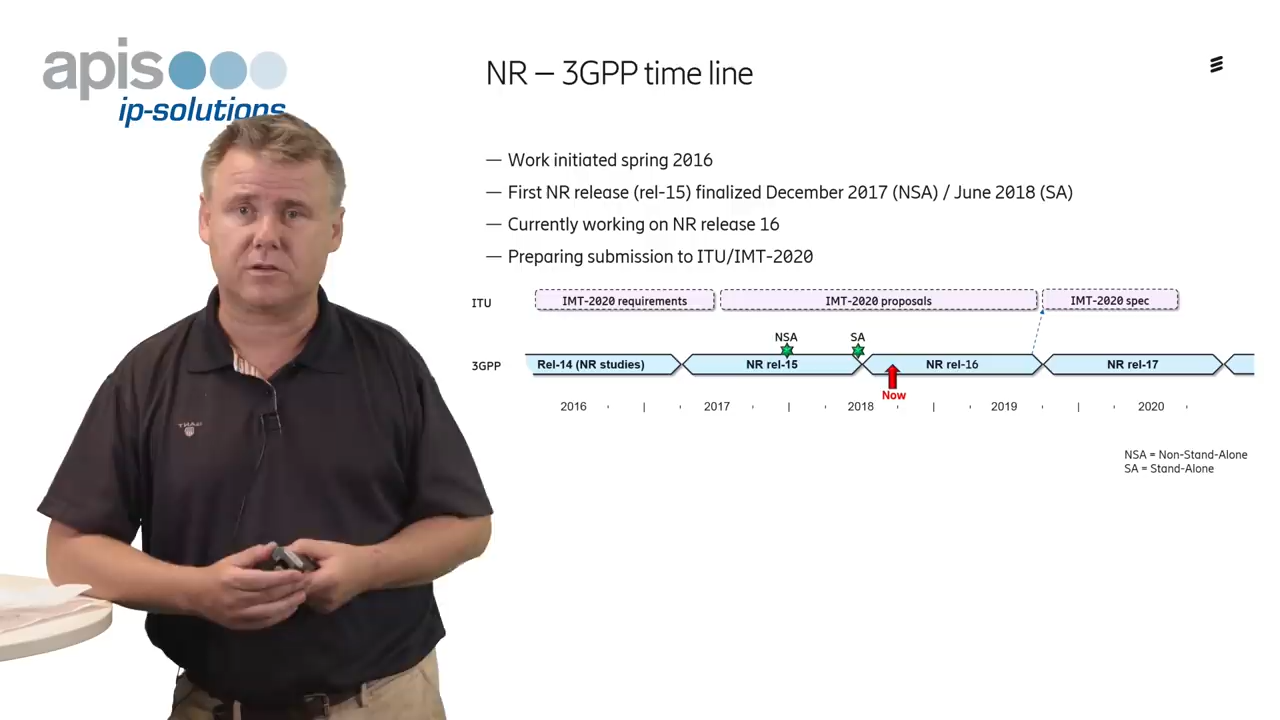 apis
ip-solutions
NR – 3GPP time line
— Work initiated spring 2016
— First NR release (rel-15) finalized December 2017 (NSA) / June 2018 (SA)
— Currently working on NR release 16
— Preparing submission to ITU/IMT-2020
ITU
IMT-2020 requirements
IMT-2020 proposals
IMT-2020 spec
NSA
SA
3GPP
Rel-14 (NR studies)
NR rel-15
NR rel-16
NR rel-17
Now
2016
2017
2018
2019
2020
NSA = Non-Stand-Alone
SA = Stand-Alone